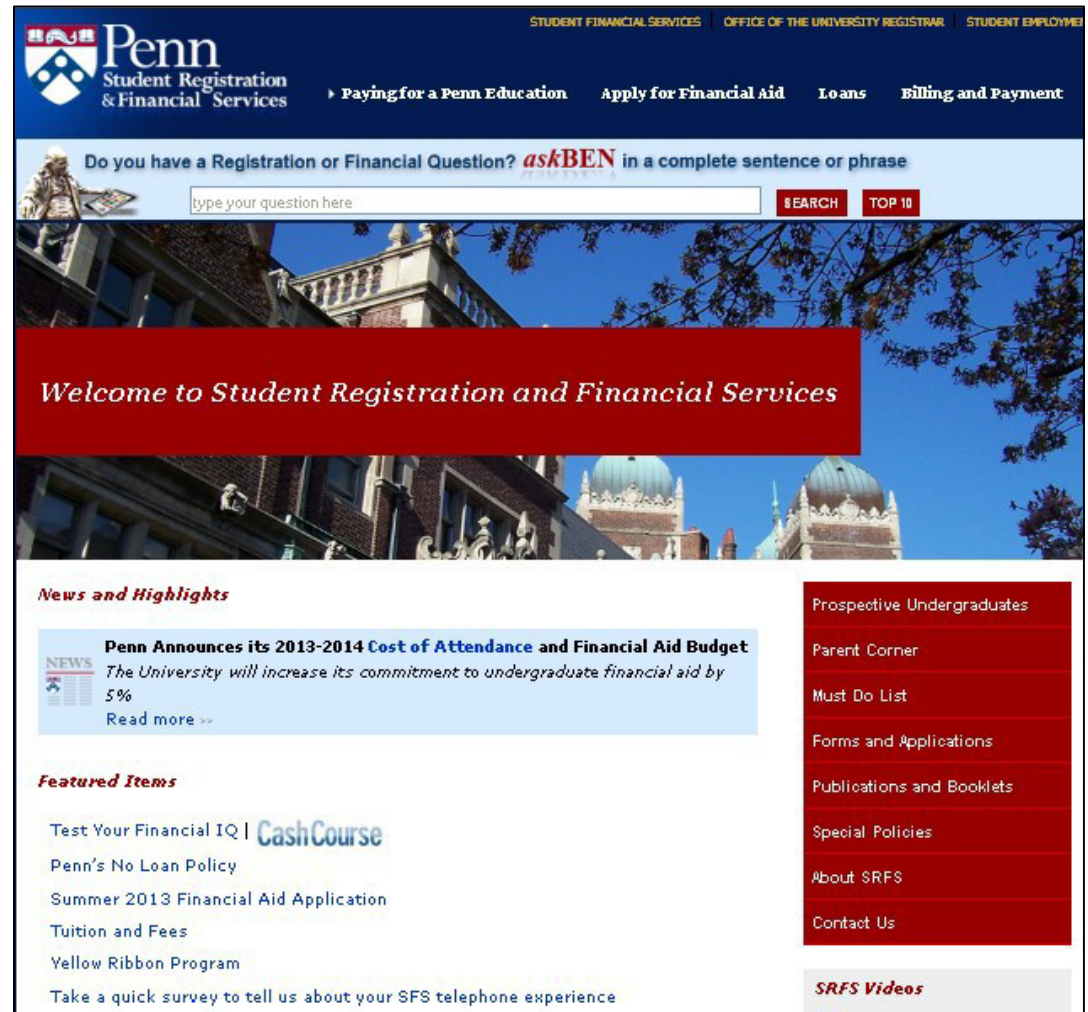 STUDENT FINANCIAL SERVICES OFFICE OF THE UNIVERSITY REGISTRAR STUDENT EMPLOYMEN
Penn
Student Registration
& Financial Services
Paying for a Penn Education Apply for Financial Aid Loans Billing and Payment
Do you have a Registration or Financial Question? askBEN in a complete sentence or phrase
type your question here SEARCH TOP 10
Welcome to Student Registration and Financial Services
News and Highlights
NEWS
Penn Announces its 2013-2014 Cost of Attendance and Financial Aid Budget
The University will increase its commitment to undergraduate financial aid by
5%
Read more >>
Featured Items
Test Your Financial IQ | CashCourse
Penn's No Loan Policy
Summer 2013 Financial Aid Application
Tuition and Fees
Yellow Ribbon Program
Take a quick survey to tell us about your SFS telephone experience
Prospective Undergraduates
Parent Corner
Must Do List
Forms and Applications
Publications and Booklets
Special Policies
About SRFS
Contact Us
SRFS Videos